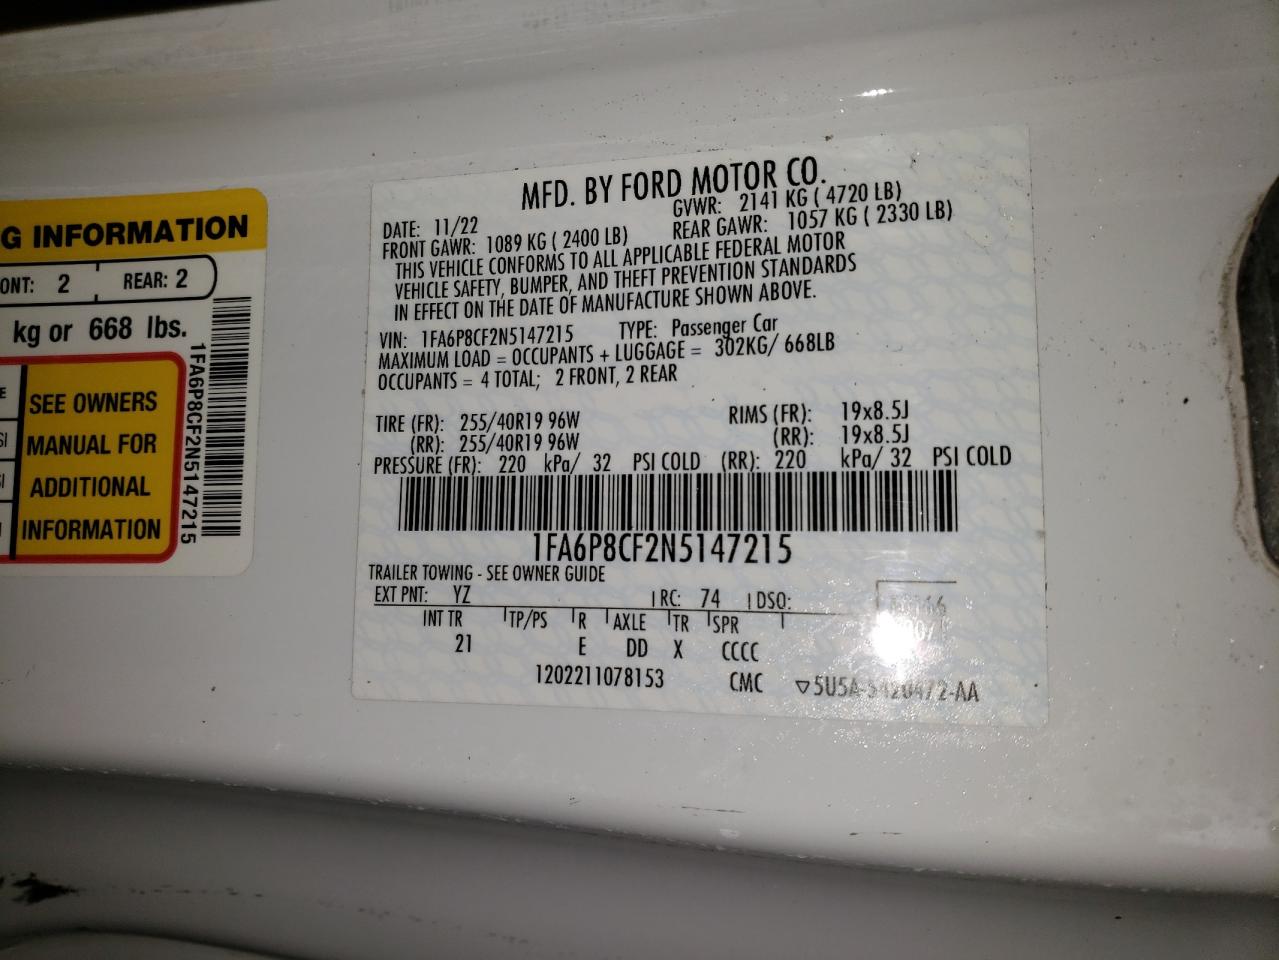 G INFORMATION
ONT: 2 REAR: 2
kg or 668 lbs.
SEE OWNERS
MANUAL FOR
ADDITIONAL
INFORMATION
1FA6P8CF2N5147215
MFD. BY FORD MOTOR CO.
DATE: 11/22 GVWR: 2141 KG ( 4720 LB)
FRONT GAWR: 1089 KG ( 2400 LB) REAR GAWR: 1057 KG ( 2330 LB)
THIS VEHICLE CONFORMS TO ALL APPLICABLE FEDERAL MOTOR
VEHICLE SAFETY, BUMPER, AND THEFT PREVENTION STANDARDS
IN EFFECT ON THE DATE OF MANUFACTURE SHOWN ABOVE.
VIN: 1FA6P8CF2N5147215 TYPE: Passenger Car
MAXIMUM LOAD = OCCUPANTS + LUGGAGE = 302KG/ 668LB
OCCUPANTS = 4 TOTAL; 2 FRONT, 2 REAR
TIRE (FR): 255/40R19 96W RIMS (FR): 19x8.5J
(RR): 255/40R19 96W (RR): 19x8.5J
PRESSURE (FR): 220 kPa/ 32 PSI COLD (RR): 220 kPa/ 32 PSI COLD
1FA6P8CF2N5147215
TRAILER TOWING - SEE OWNER GUIDE
EXT PNT: YZ RC: 74 DSO:
INT TR TP/PS R AXLE TR SPR
21 E DD X CCCC
1202211078153 CMC